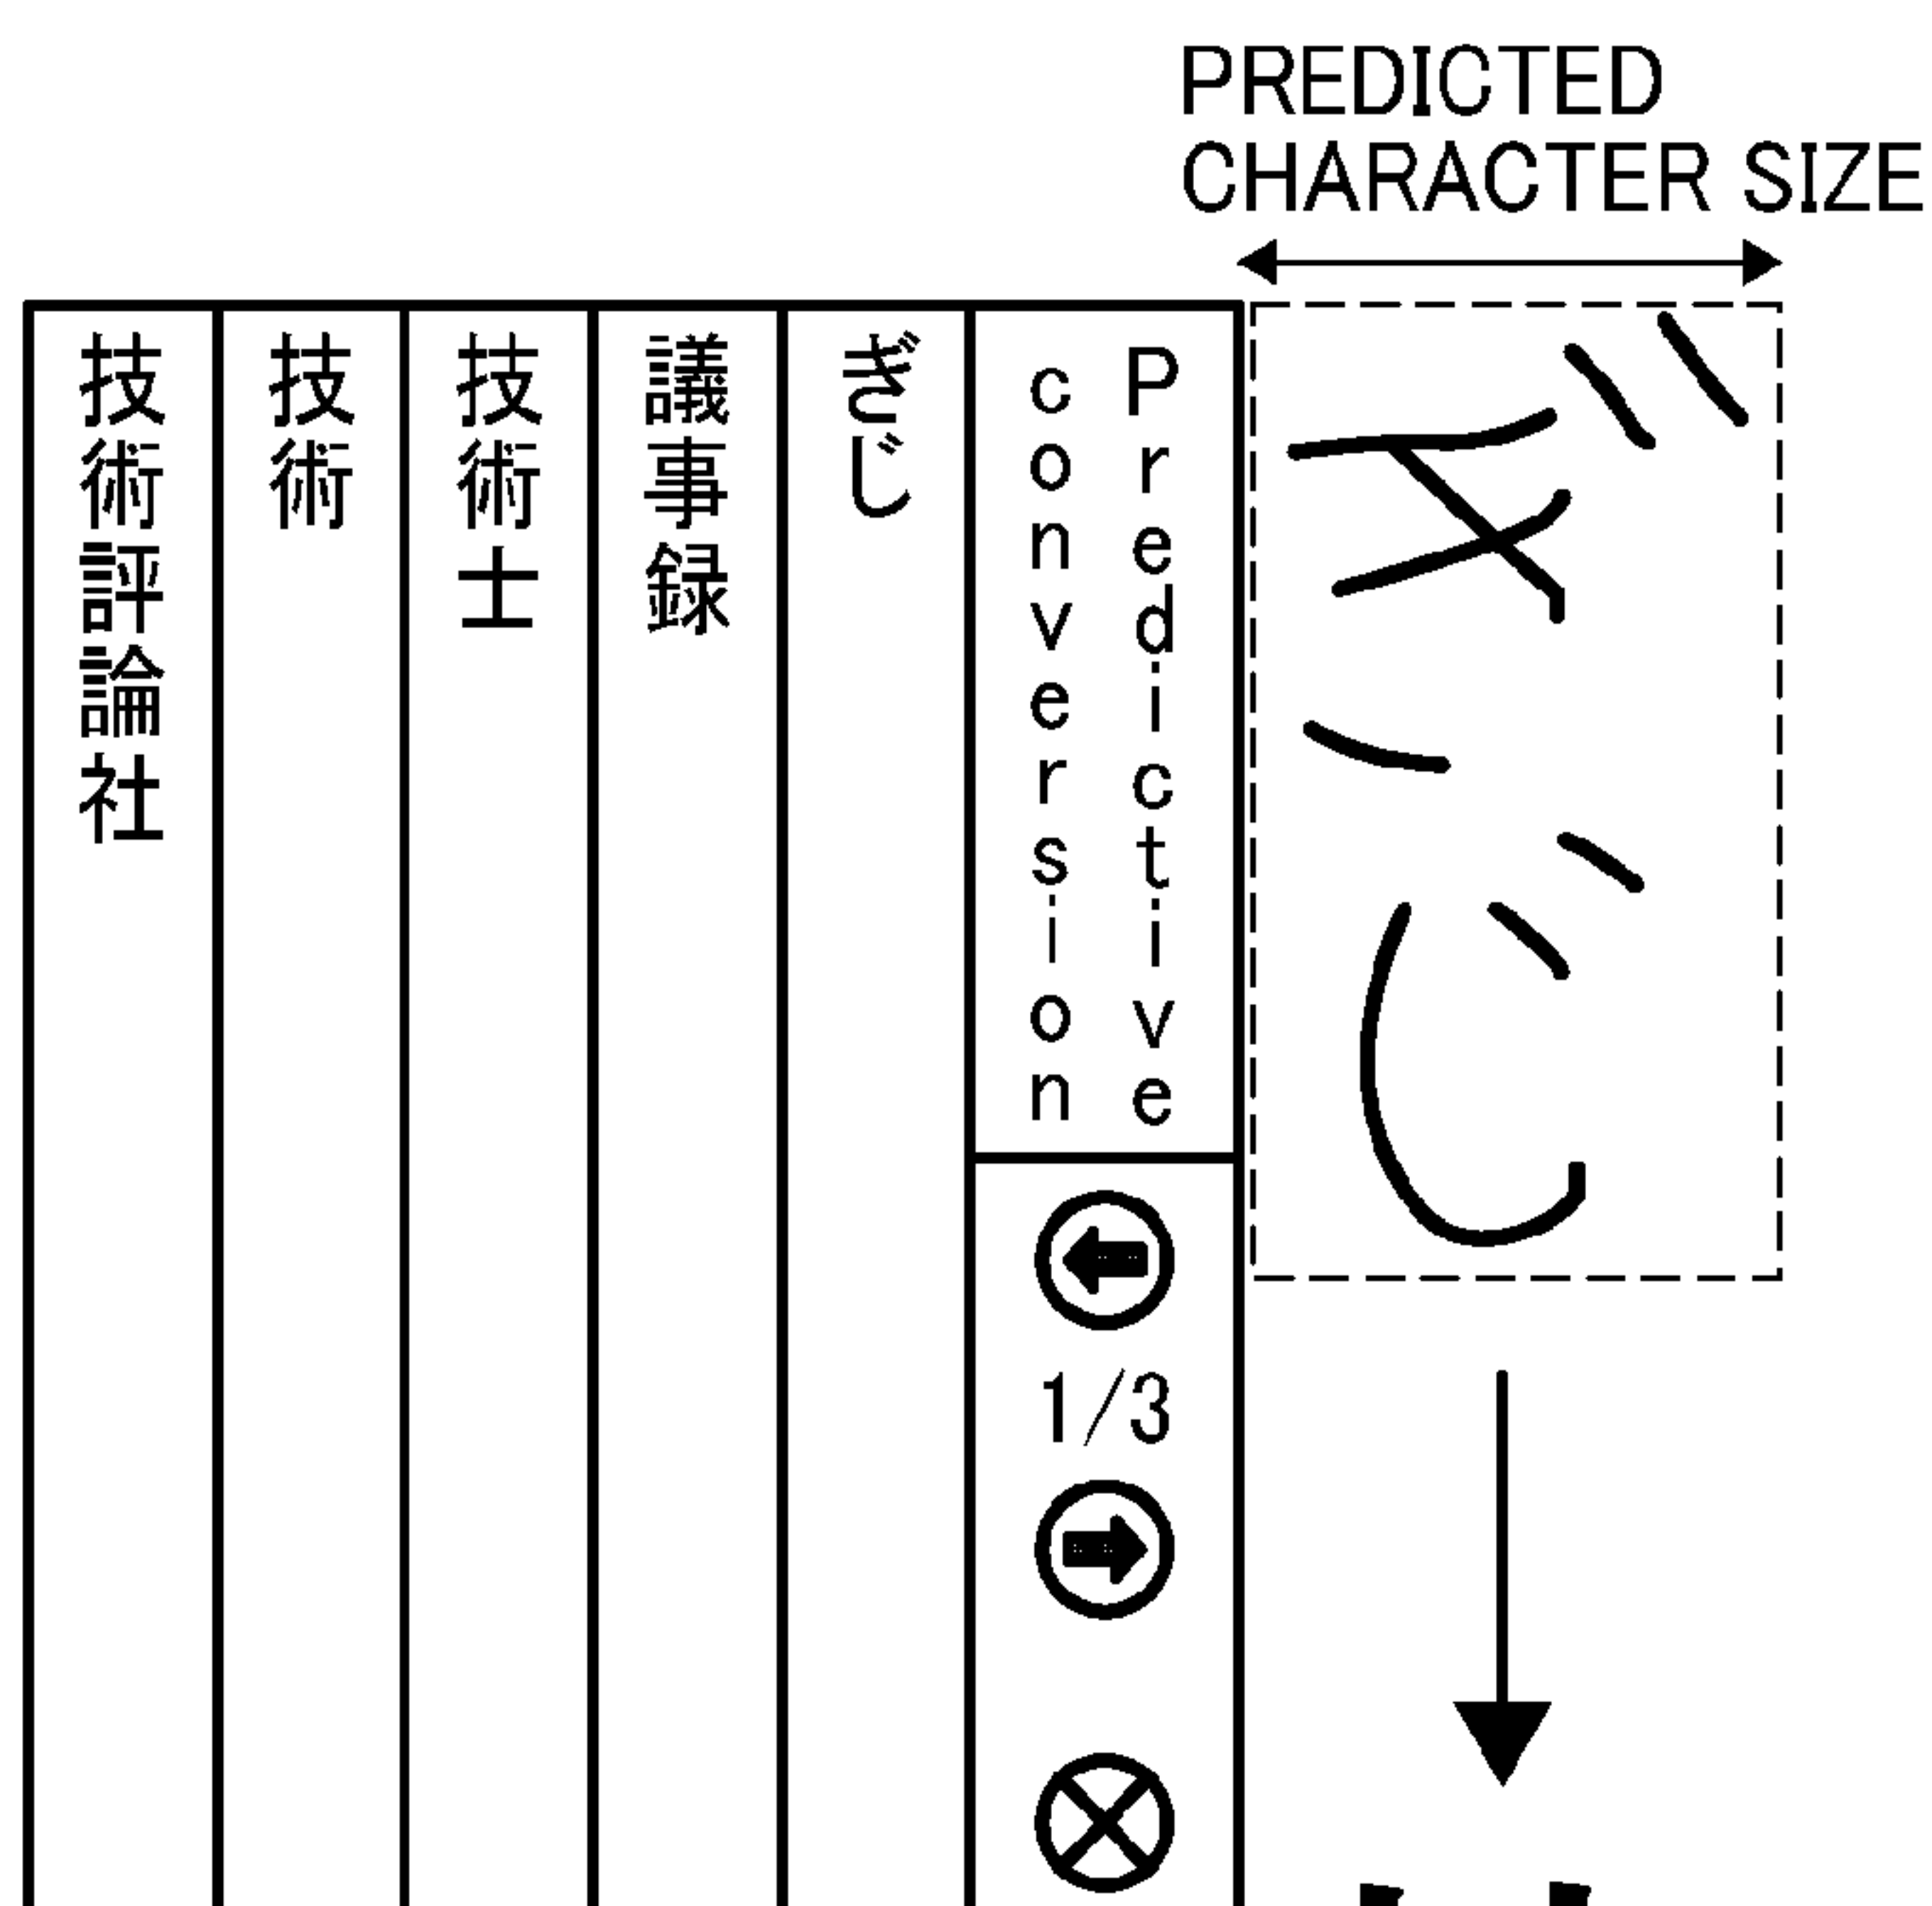 PREDICTED
CHARACTER SIZE
ぎじ
Predictive
conversion
1/3
ぎじ
議事録
技術士
技術
技術評論社